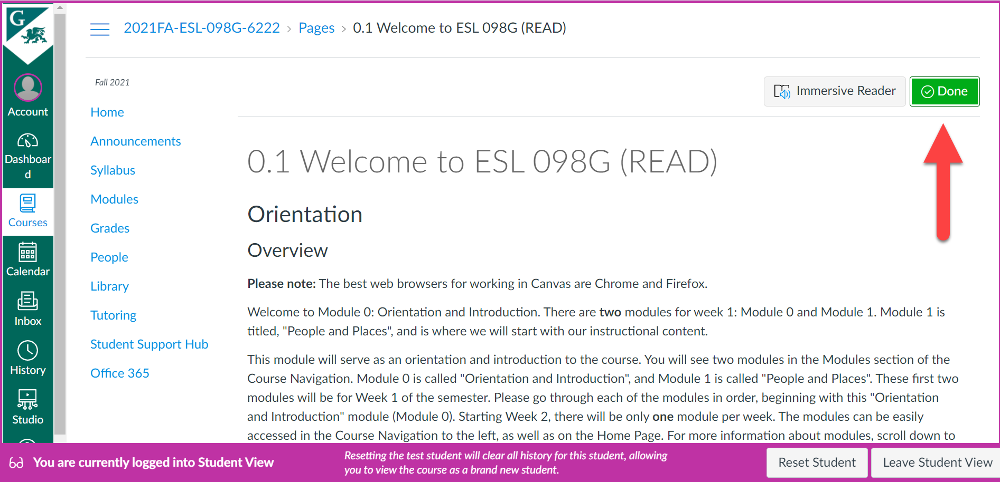 G
Account
Dashboar
d
Courses
Calendar
Inbox
History
Studio
2021FA-ESL-098G-6222 › Pages › 0.1 Welcome to ESL 098G (READ)
Fall 2021
Home
Announcements
Syllabus
Modules
Grades
People
Library
Tutoring
Student Support Hub
Office 365
Immersive Reader
Done
0.1 Welcome to ESL 098G (READ)
Orientation
Overview
Please note: The best web browsers for working in Canvas are Chrome and Firefox.
Welcome to Module 0: Orientation and Introduction. There are two modules for week 1: Module 0 and Module 1. Module 1 is
titled, "People and Places", and is where we will start with our instructional content.
This module will serve as an orientation and introduction to the course. You will see two modules in the Modules section of the
Course Navigation. Module 0 is called "Orientation and Introduction", and Module 1 is called "People and Places". These first two
modules will be for Week 1 of the semester. Please go through each of the modules in order, beginning with this "Orientation
and Introduction" module (Module 0). Starting Week 2, there will be only one module per week. The modules can be easily
accessed in the Course Navigation to the left, as well as on the Home Page. For more information about modules, scroll down to
You are currently logged into Student View
Resetting the test student will clear all history for this student, allowing
you to view the course as a brand new student.
Reset Student
Leave Student View